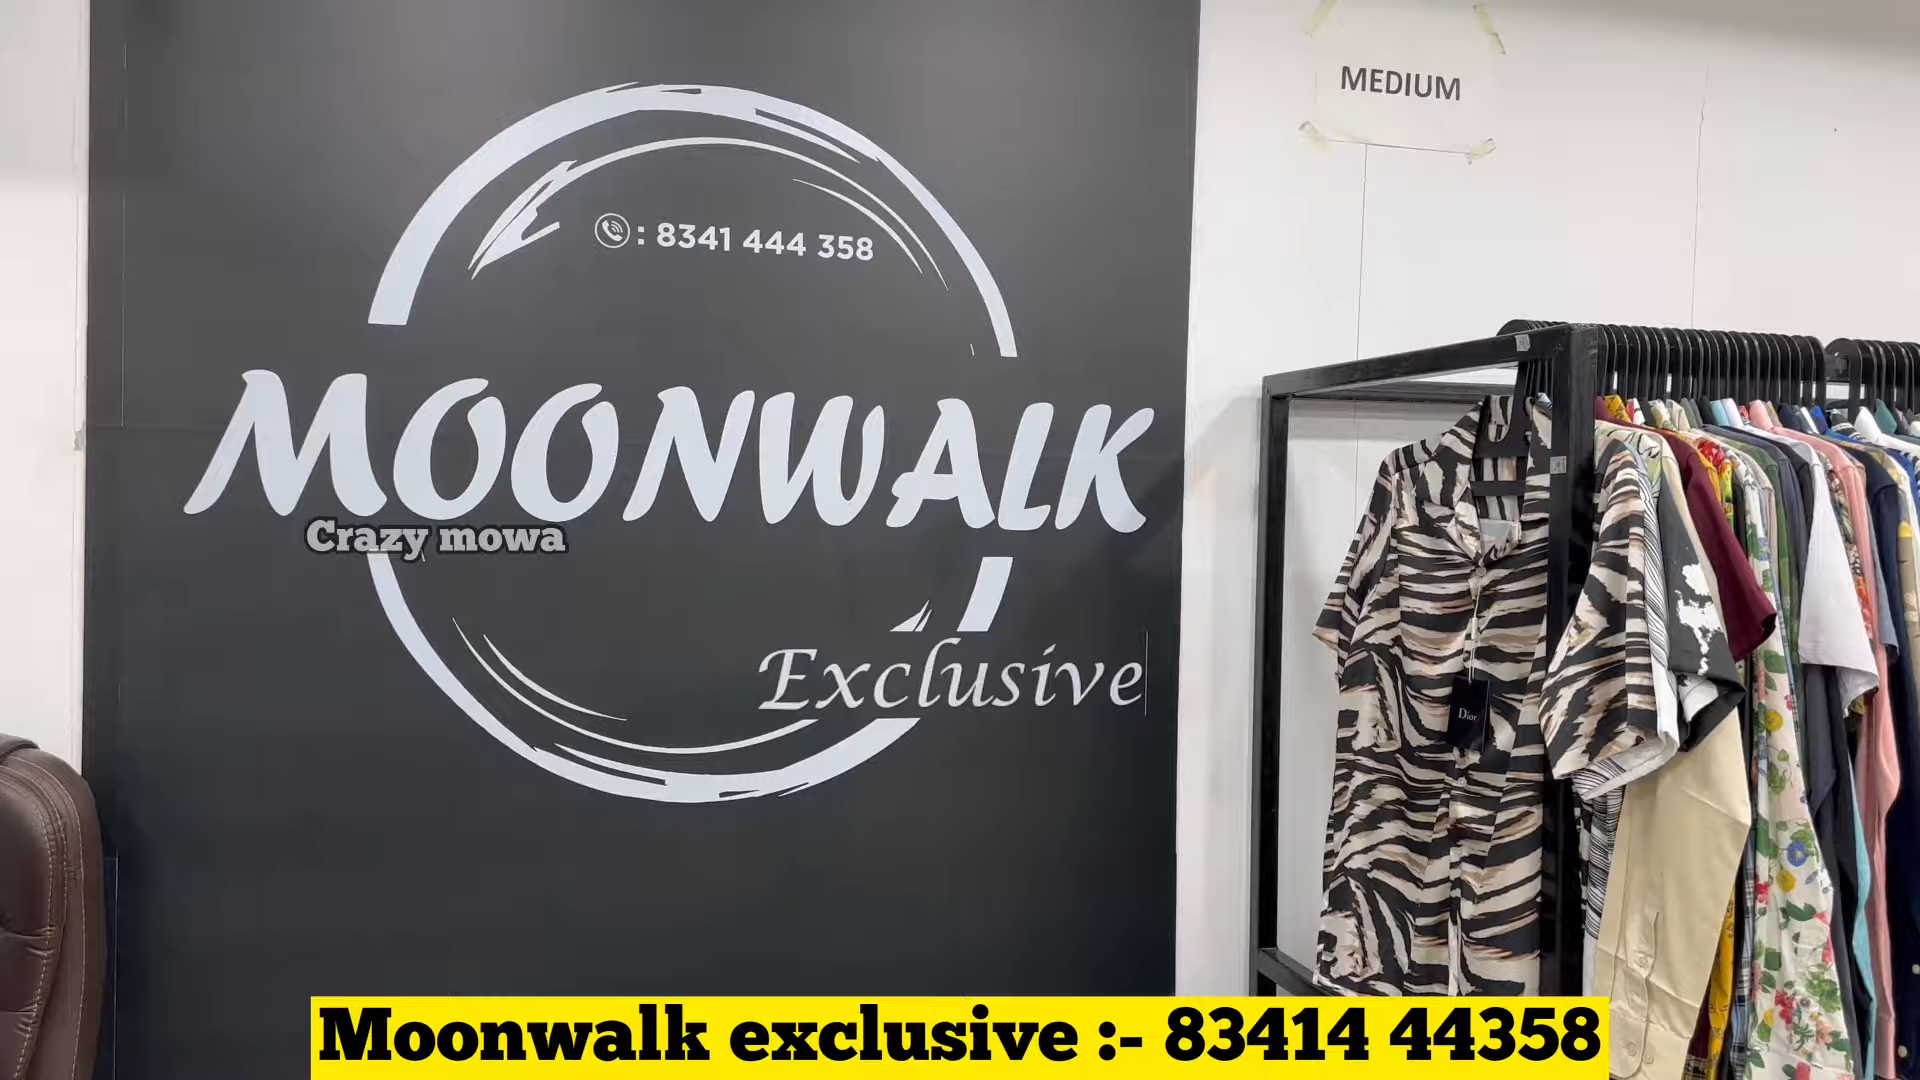 MEDIUM
: 8341 444 358
MOONWALK
Crazy mowa
Exclusive
Dior
Moonwalk exclusive :- 83414 44358